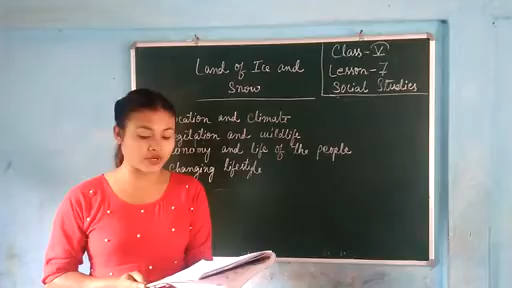 Land of Ice and
Snow
Class - V
Lesson - 7
Social Studies
and climate
and wildlife
and life of the people
Changing lifestyle